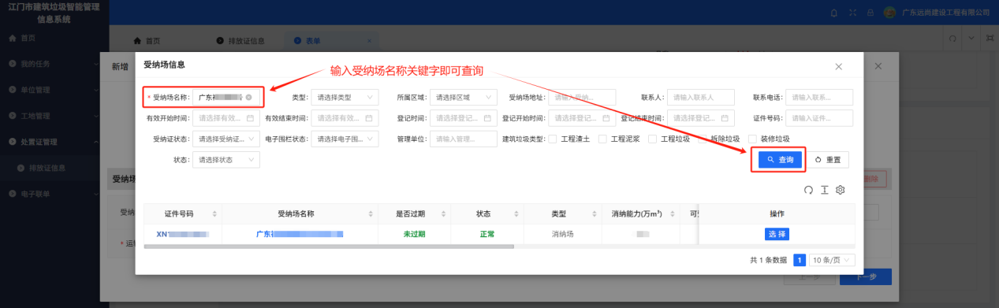 江门市建筑垃圾智能管理
信息系统
广东远尚建设工程有限公司
首页
首页 排放证信息 表单 ×
我的任务
单位管理
工地管理
处置证管理
排放证信息
电子联单
新增
受纳场信息
输入受纳场名称关键字即可查询
* 受纳场名称: 广东 类型: 请选择类型 所属区域: 请选择区域 受纳场地址: 请输入受纳... 联系人: 请输入联系人 联系电话: 请输入联系...
有效开始时间: 请选择有效... 有效结束时间: 请选择有效... 登记时间: 请选择登记... 登记开始时间: 请选择登记... 登记结束时间: 请选择登记... 证件号码: 请输入证件...
受纳证状态: 请选择受纳证... 电子围栏状态: 请选择电子围... 管理单位: 请输入管理... 建筑垃圾类型: 工程渣土 工程泥浆 工程垃圾 拆除垃圾 装修垃圾
状态: 请选择状态 查询 重置
受纳场 删除
证件号码 受纳场名称 是否过期 状态 类型 消纳能力(万m³) 操作
受纳
XN 广东 未过期 正常 消纳场 选择
* 运
共 1 条数据 1 10 条/页
上一步 下一步